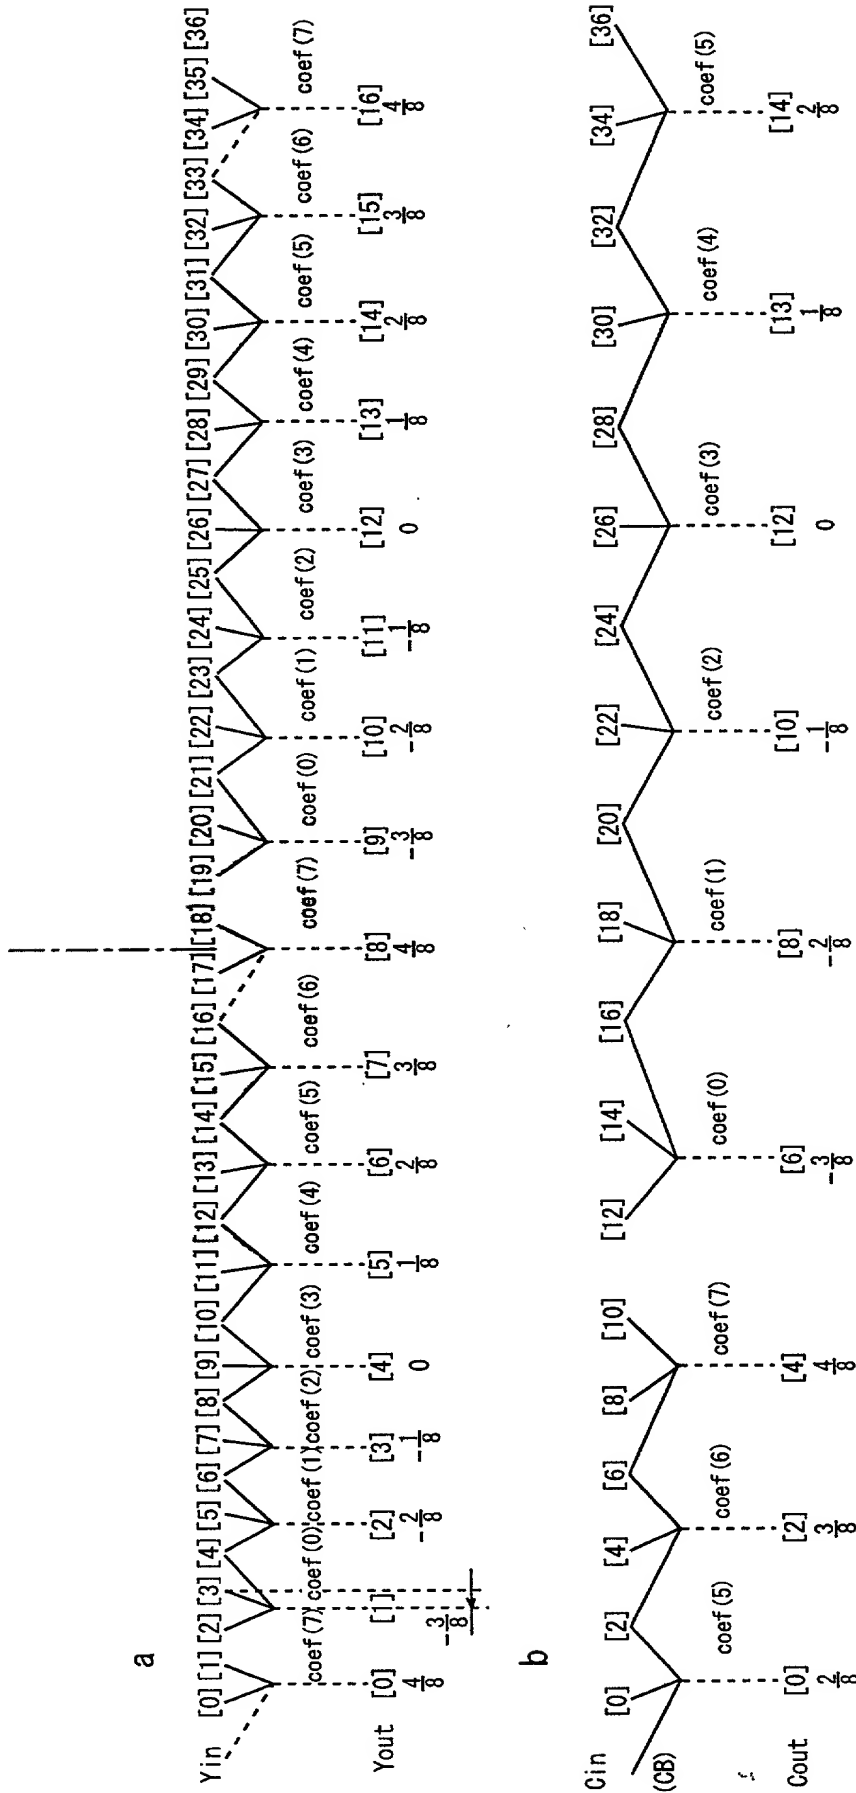 a
Yin [0] [1] [2] [3] [4] [5] [6] [7] [8] [9] [10] [11] [12] [13] [14] [15] [16] [17] [18] [19] [20] [21] [22] [23] [24] [25] [26] [27] [28] [29] [30] [31] [32] [33] [34] [35] [36]
coef(7) coef(0) coef(1) coef(2) coef(3) coef(4) coef(5) coef(6) coef(7) coef(0) coef(1) coef(2) coef(3) coef(4) coef(5) coef(6) coef(7)
Yout [0] [1] [2] [3] [4] [5] [6] [7] [8] [9] [10] [11] [12] [13] [14] [15] [16]
4/8 -3/8 -2/8 -1/8 0 1/8 2/8 3/8 4/8 -3/8 -2/8 -1/8 0 1/8 2/8 3/8 4/8
b
Cin [0] [2] [4] [6] [8] [10] [12] [14] [16] [18] [20] [22] [24] [26] [28] [30] [32] [34] [36]
(CB)
coef(5) coef(6) coef(7) coef(0) coef(1) coef(2) coef(3) coef(4) coef(5)
Cout [0] [2] [4] [6] [8] [10] [12] [13] [14]
2/8 3/8 4/8 -3/8 -2/8 -1/8 0 1/8 2/8